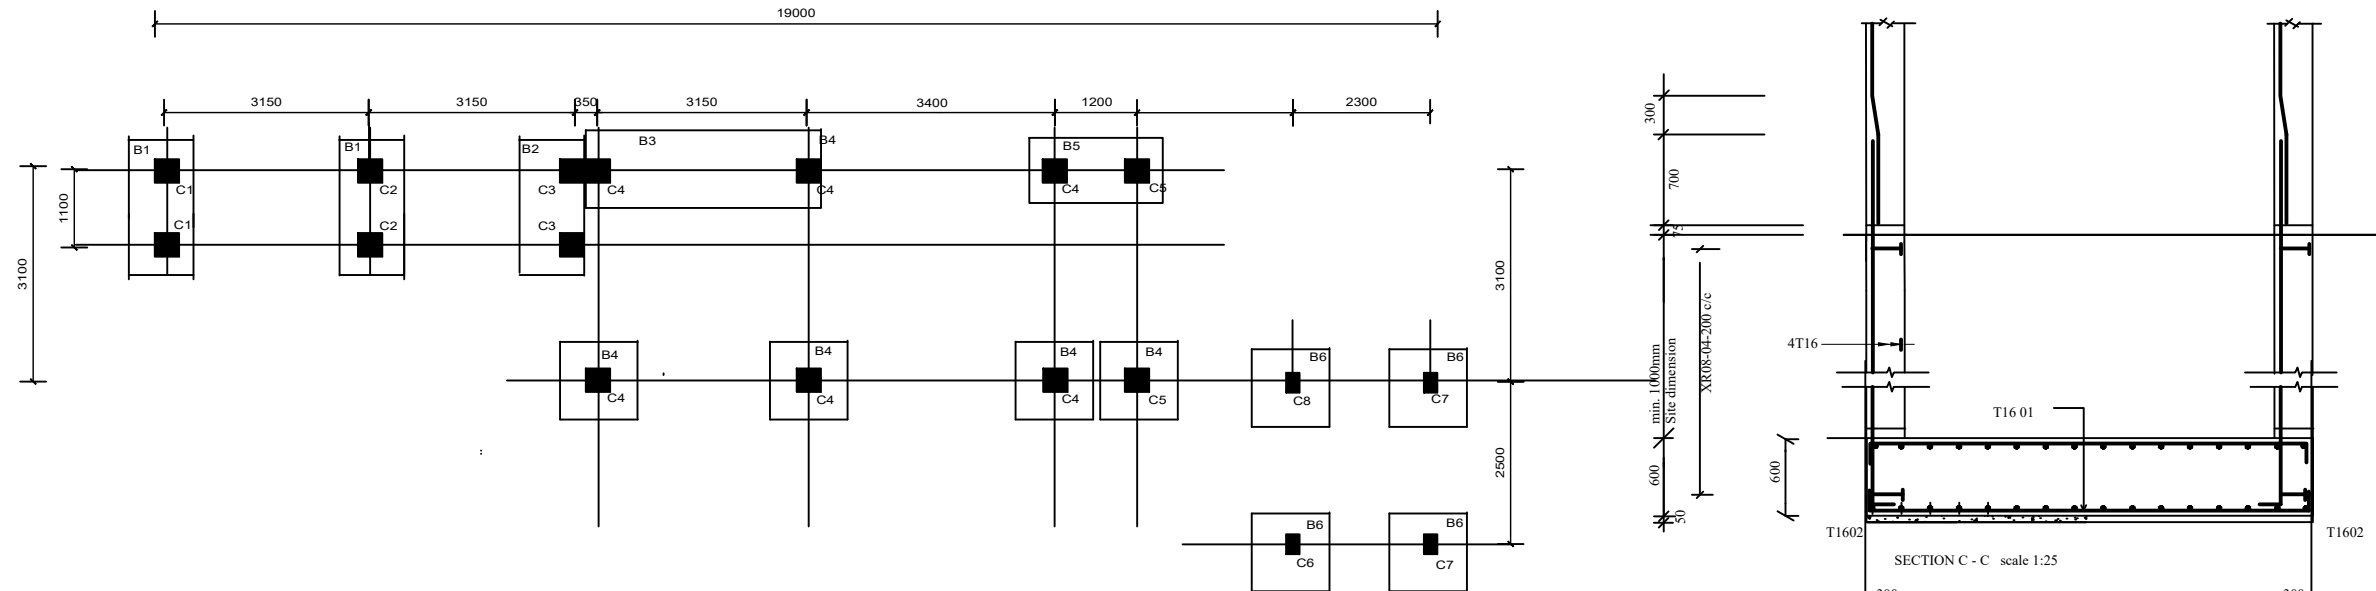 19000
3150
3150
350
3150
3400
1200
2300
B1
B1
B2
B3
B4
B5
C1
C2
C3
C4
C4
C4
C5
C1
C2
C3
3100
1100
3100
2500
B4
B4
B4
B4
B6
B6
C4
C4
C4
C5
C8
C7
B6
B6
C6
C7
300
700
75
min. 1000mm
Site dimension
XR08-04-200 c/c
600
50
4T16
T16 01
600
T1602
T1602
SECTION C - C scale 1:25